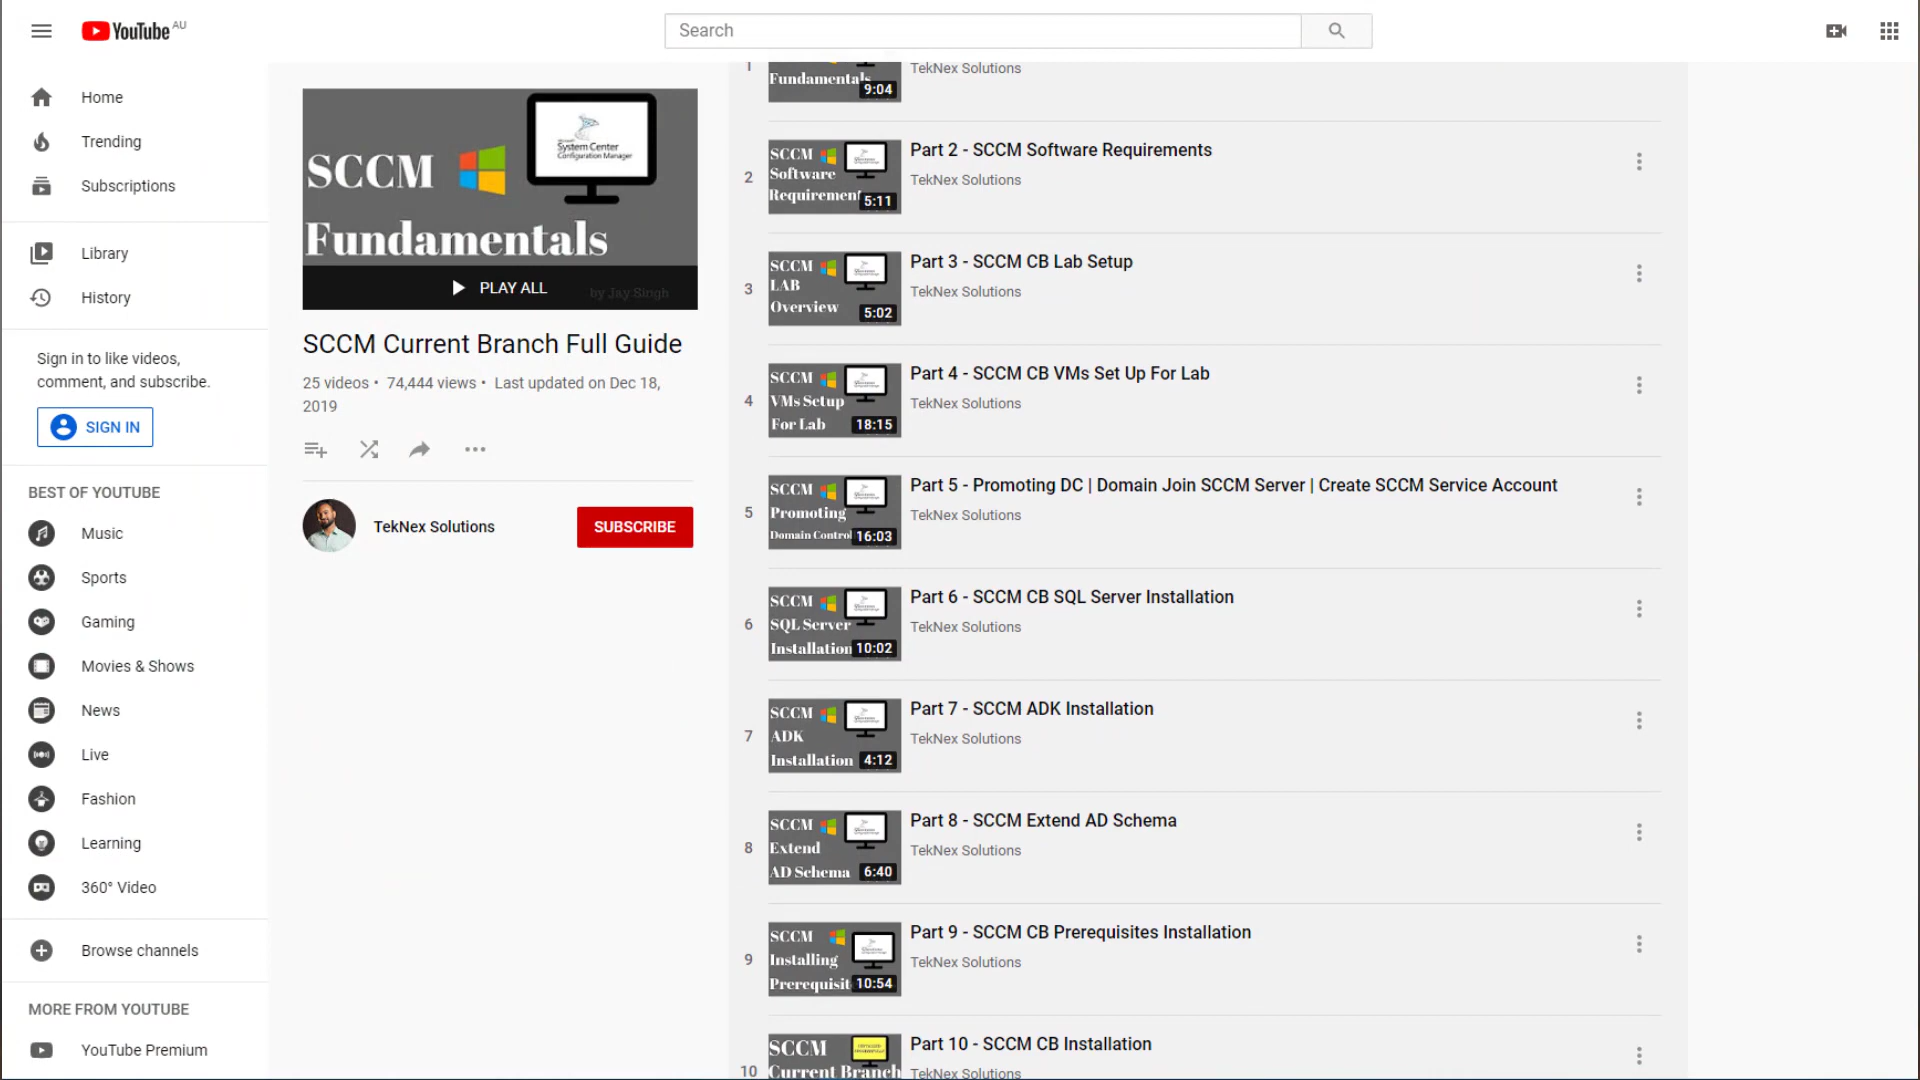 YouTube AU
Search
Home
Trending
Subscriptions
Library
History
Sign in to like videos,
comment, and subscribe.
SIGN IN
BEST OF YOUTUBE
Music
Sports
Gaming
Movies & Shows
News
Live
Fashion
Learning
360° Video
Browse channels
MORE FROM YOUTUBE
YouTube Premium
System Center
Configuration Manager
SCCM
Fundamentals
PLAY ALL
by Jay Singh
SCCM Current Branch Full Guide
25 videos • 74,444 views • Last updated on Dec 18,
2019
TekNex Solutions
SUBSCRIBE
1
Fundamentals
9:04
TekNex Solutions
2
SCCM
Software
Requirement
5:11
Part 2 - SCCM Software Requirements
TekNex Solutions
3
SCCM
LAB
Overview
5:02
Part 3 - SCCM CB Lab Setup
TekNex Solutions
4
SCCM
VMs Setup
For Lab
18:15
Part 4 - SCCM CB VMs Set Up For Lab
TekNex Solutions
5
SCCM
Promoting
Domain Control
16:03
Part 5 - Promoting DC | Domain Join SCCM Server | Create SCCM Service Account
TekNex Solutions
6
SCCM
SQL Server
Installation
10:02
Part 6 - SCCM CB SQL Server Installation
TekNex Solutions
7
SCCM
ADK
Installation
4:12
Part 7 - SCCM ADK Installation
TekNex Solutions
8
SCCM
Extend
AD Schema
6:40
Part 8 - SCCM Extend AD Schema
TekNex Solutions
9
SCCM
Installing
Prerequisit
10:54
Part 9 - SCCM CB Prerequisites Installation
TekNex Solutions
10
SCCM
Current Branch
Part 10 - SCCM CB Installation
TekNex Solutions